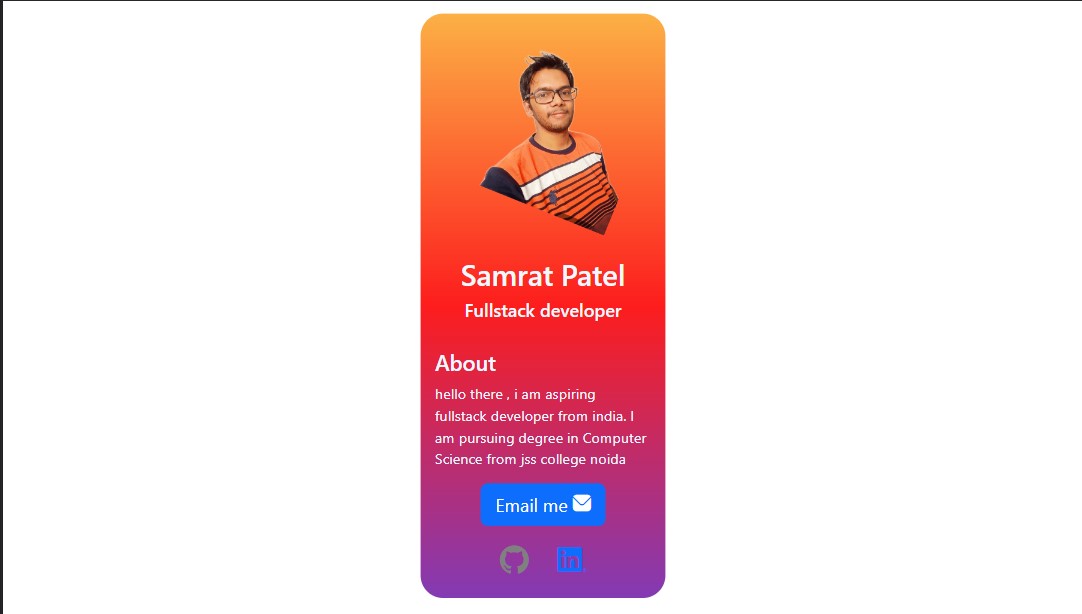 Samrat Patel
Fullstack developer
About
hello there , i am aspiring
fullstack developer from india. I
am pursuing degree in Computer
Science from jss college noida
Email me
in